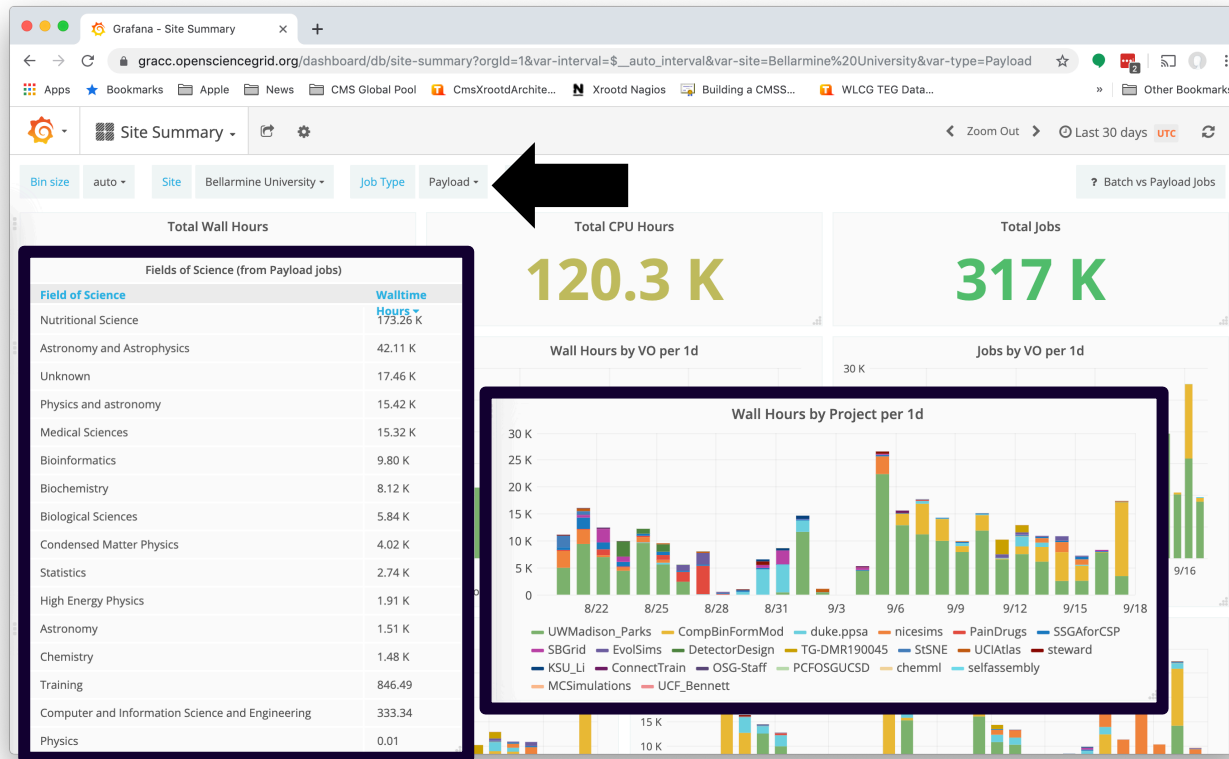 Grafana - Site Summary
gracc.opensciencegrid.org/dashboard/db/site-summary?orgId=1&var-interval=$__auto_interval&var-site=Bellarmine%20University&var-type=Payload
2
Apps Bookmarks Apple News CMS Global Pool CmsXrootdArchite... Xrootd Nagios Building a CMSS... WLCG TEG Data... » Other Bookmarks
Site Summary Zoom Out Last 30 days UTC
Bin size auto Site Bellarmine University Job Type Payload ? Batch vs Payload Jobs
Total Wall Hours Total CPU Hours Total Jobs
120.3 K 317 K
Fields of Science (from Payload jobs)
Field of Science Walltime Hours
Nutritional Science 173.26 K
Astronomy and Astrophysics 42.11 K
Unknown 17.46 K
Physics and astronomy 15.42 K
Medical Sciences 15.32 K
Bioinformatics 9.80 K
Biochemistry 8.12 K
Biological Sciences 5.84 K
Condensed Matter Physics 4.02 K
Statistics 2.74 K
High Energy Physics 1.91 K
Astronomy 1.51 K
Chemistry 1.48 K
Training 846.49
Computer and Information Science and Engineering 333.34
Physics 0.01
Wall Hours by VO per 1d Jobs by VO per 1d
30 K
Wall Hours by Project per 1d
30 K
25 K
20 K
15 K
10 K
5 K
0
8/22 8/25 8/28 8/31 9/3 9/6 9/9 9/12 9/15 9/18
UWMadison_Parks CompBinFormMod duke.ppsa nicesims PainDrugs SSGAforCSP
SBGrid EvolSims DetectorDesign TG-DMR190045 StSNE UCIAtlas steward
KSU_Li ConnectTrain OSG-Staff PCFOSGUCSD chemml selfassembly
MCSimulations UCF_Bennett
9/16
15 K
10 K